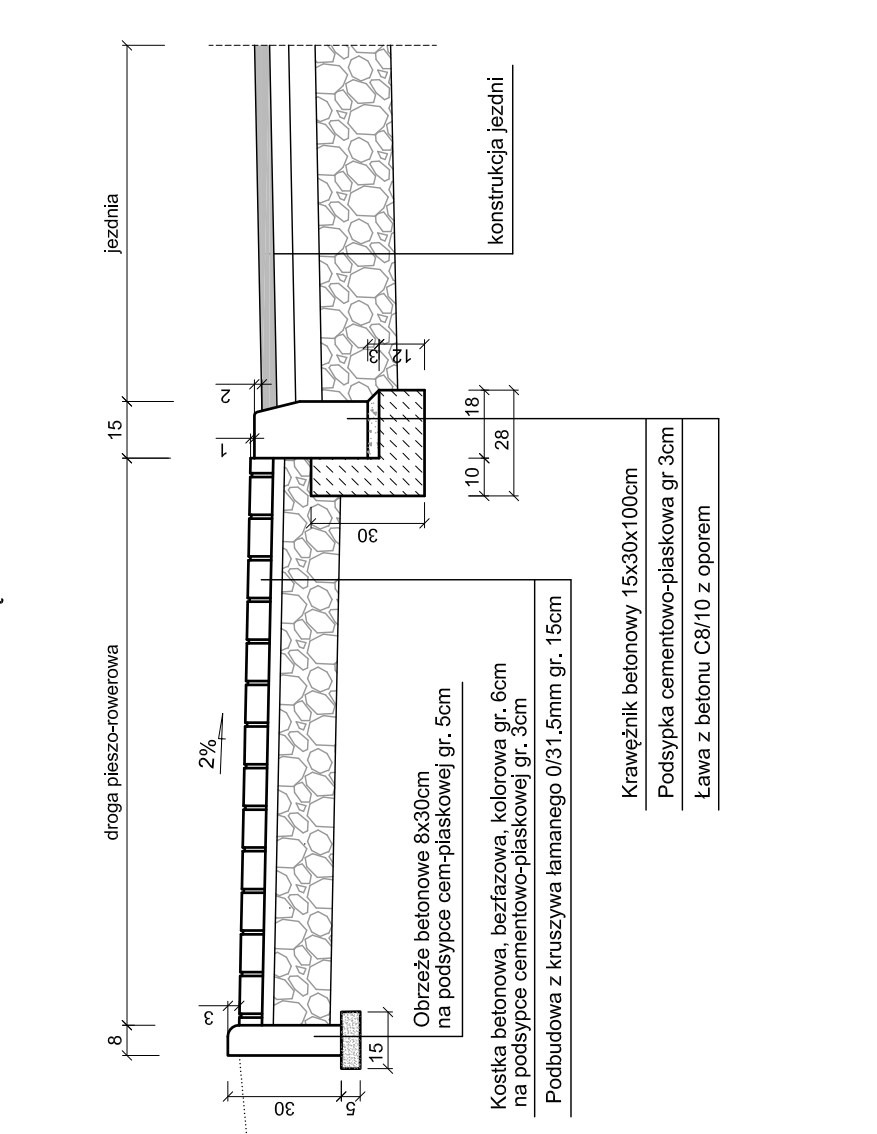 8
droga pieszo-rowerowa
15
jezdnia
2%
3
1
2
30
5
15
30
3
12
10
18
28
konstrukcja jezdni
Obrzeże betonowe 8x30cm
na podsypce cem-piaskowej gr. 5cm
Kostka betonowa, bezfazowa, kolorowa gr. 6cm
na podsypce cementowo-piaskowej gr. 3cm
Podbudowa z kruszywa łamanego 0/31.5mm gr. 15cm
Krawężnik betonowy 15x30x100cm
Podsypka cementowo-piaskowa gr 3cm
Ława z betonu C8/10 z oporem